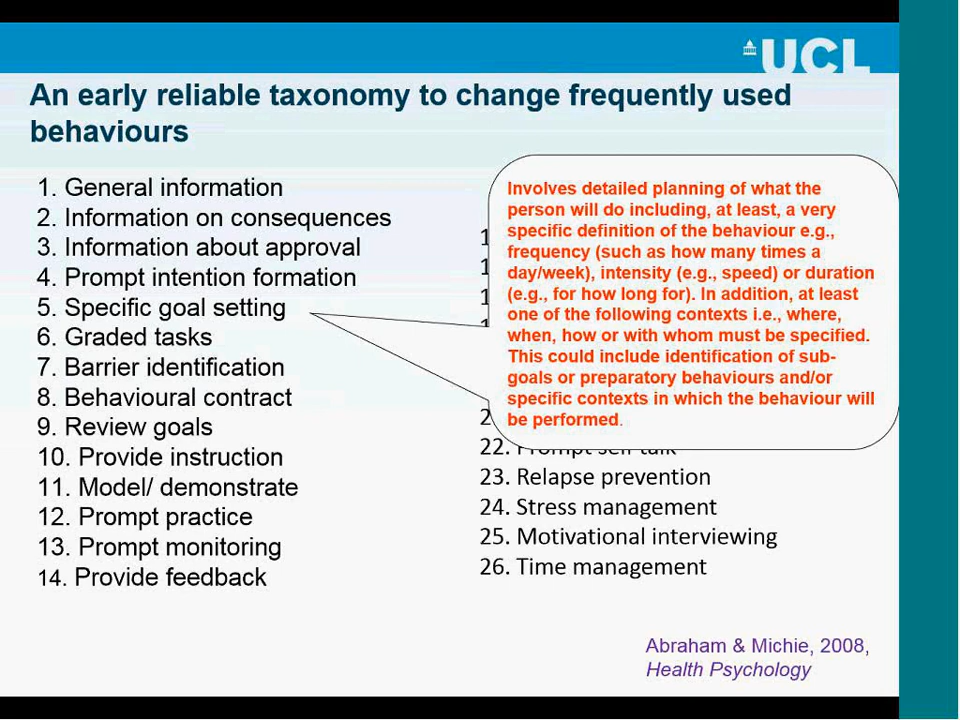 UCL
An early reliable taxonomy to change frequently used
behaviours
1. General information
2. Information on consequences
3. Information about approval
4. Prompt intention formation
5. Specific goal setting
6. Graded tasks
7. Barrier identification
8. Behavioural contract
9. Review goals
10. Provide instruction
11. Model/ demonstrate
12. Prompt practice
13. Prompt monitoring
14. Provide feedback
Involves detailed planning of what the
person will do including, at least, a very
specific definition of the behaviour e.g.,
frequency (such as how many times a
day/week), intensity (e.g., speed) or duration
(e.g., for how long for). In addition, at least
one of the following contexts i.e., where,
when, how or with whom must be specified.
This could include identification of sub-
goals or preparatory behaviours and/or
specific contexts in which the behaviour will
be performed.
22. Prompt self talk
23. Relapse prevention
24. Stress management
25. Motivational interviewing
26. Time management
Abraham & Michie, 2008,
Health Psychology